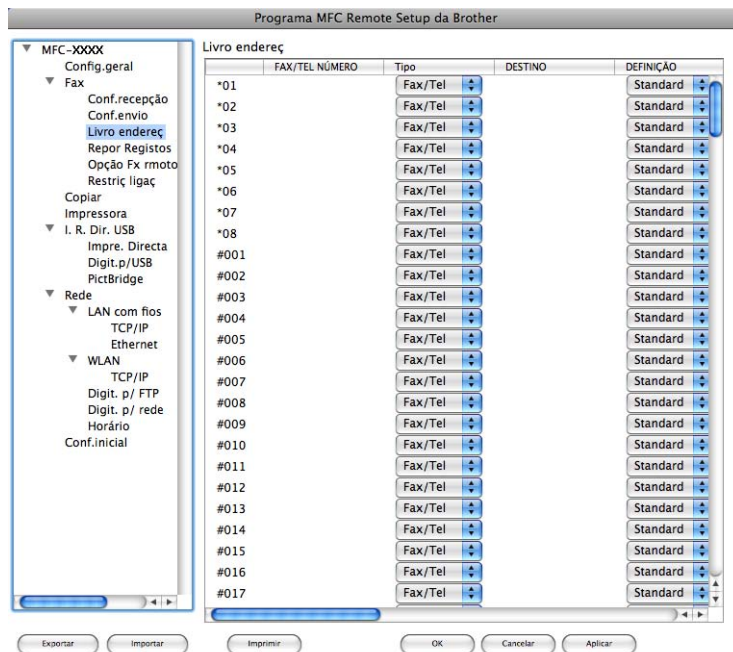 Programa MFC Remote Setup da Brother
MFC-XXXX
Config.geral
Fax
Conf.recepção
Conf.envio
Livro endereç
Repor Registos
Opção Fx rmoto
Restriç ligaç
Copiar
Impressora
I. R. Dir. USB
Impre. Directa
Digit.p/USB
PictBridge
Rede
LAN com fios
TCP/IP
Ethernet
WLAN
TCP/IP
Digit. p/ FTP
Digit. p/ rede
Horário
Conf.inicial
Livro endereç
FAX/TEL NÚMERO Tipo DESTINO DEFINIÇÃO
*01 Fax/Tel Standard
*02 Fax/Tel Standard
*03 Fax/Tel Standard
*04 Fax/Tel Standard
*05 Fax/Tel Standard
*06 Fax/Tel Standard
*07 Fax/Tel Standard
*08 Fax/Tel Standard
#001 Fax/Tel Standard
#002 Fax/Tel Standard
#003 Fax/Tel Standard
#004 Fax/Tel Standard
#005 Fax/Tel Standard
#006 Fax/Tel Standard
#007 Fax/Tel Standard
#008 Fax/Tel Standard
#009 Fax/Tel Standard
#010 Fax/Tel Standard
#011 Fax/Tel Standard
#012 Fax/Tel Standard
#013 Fax/Tel Standard
#014 Fax/Tel Standard
#015 Fax/Tel Standard
#016 Fax/Tel Standard
#017 Fax/Tel Standard
Exportar Importar Imprimir OK Cancelar Aplicar